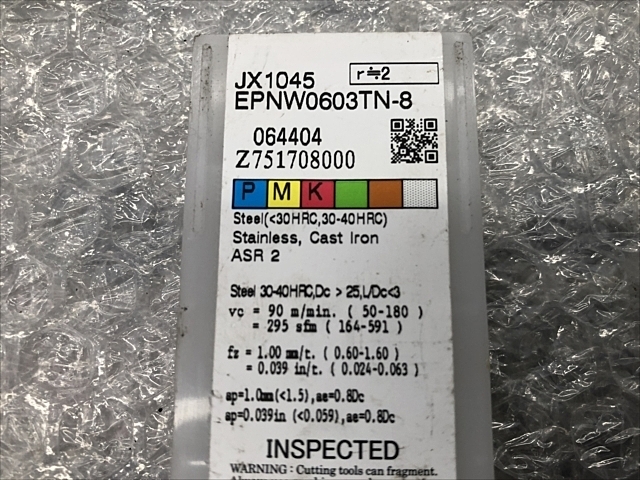 JX1045
r≒2
EPNW0603TN-8
064404
Z751708000
P M K
Steel(<30HRC,30-40HRC)
Stainless, Cast Iron
ASR 2
Steel 30-40HRC,Dc > 25,L/Dc<3
vc = 90 m/min. ( 50-180 )
= 295 sfm ( 164-591 )
fz = 1.00 mm/t. ( 0.60-1.60 )
= 0.039 in/t. ( 0.024-0.063 )
ap=1.0mm(<1.5),ae=0.8Dc
ap=0.039in (<0.059),ae=0.8Dc
INSPECTED
WARNING : Cutting tools can fragment.